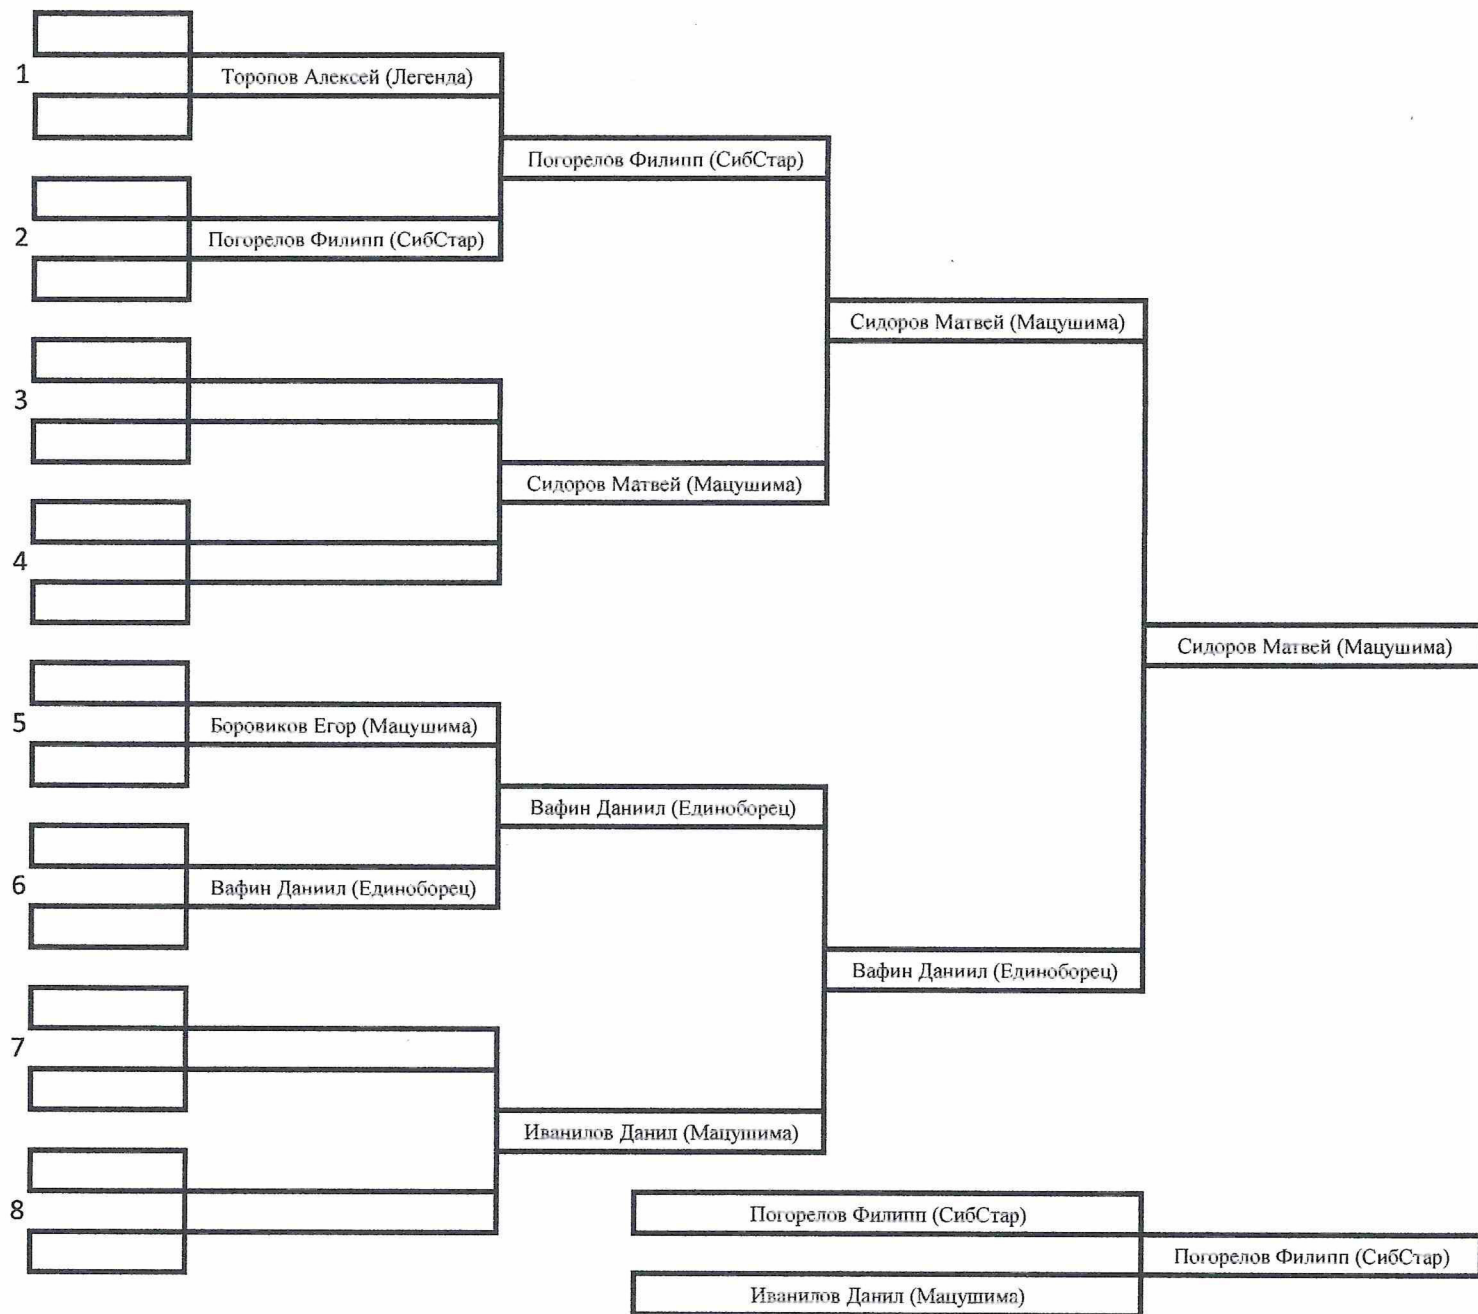 1
Торопов Алексей (Легенда)
Погорелов Филипп (СибСтар)
2
Погорелов Филипп (СибСтар)
Сидоров Матвей (Мацушима)
3
Сидоров Матвей (Мацушима)
4
Сидоров Матвей (Мацушима)
5
Боровиков Егор (Мацушима)
Вафин Даниил (Единоборец)
6
Вафин Даниил (Единоборец)
Вафин Даниил (Единоборец)
7
Иванилов Данил (Мацушима)
8
Погорелов Филипп (СибСтар)
Погорелов Филипп (СибСтар)
Иванилов Данил (Мацушима)